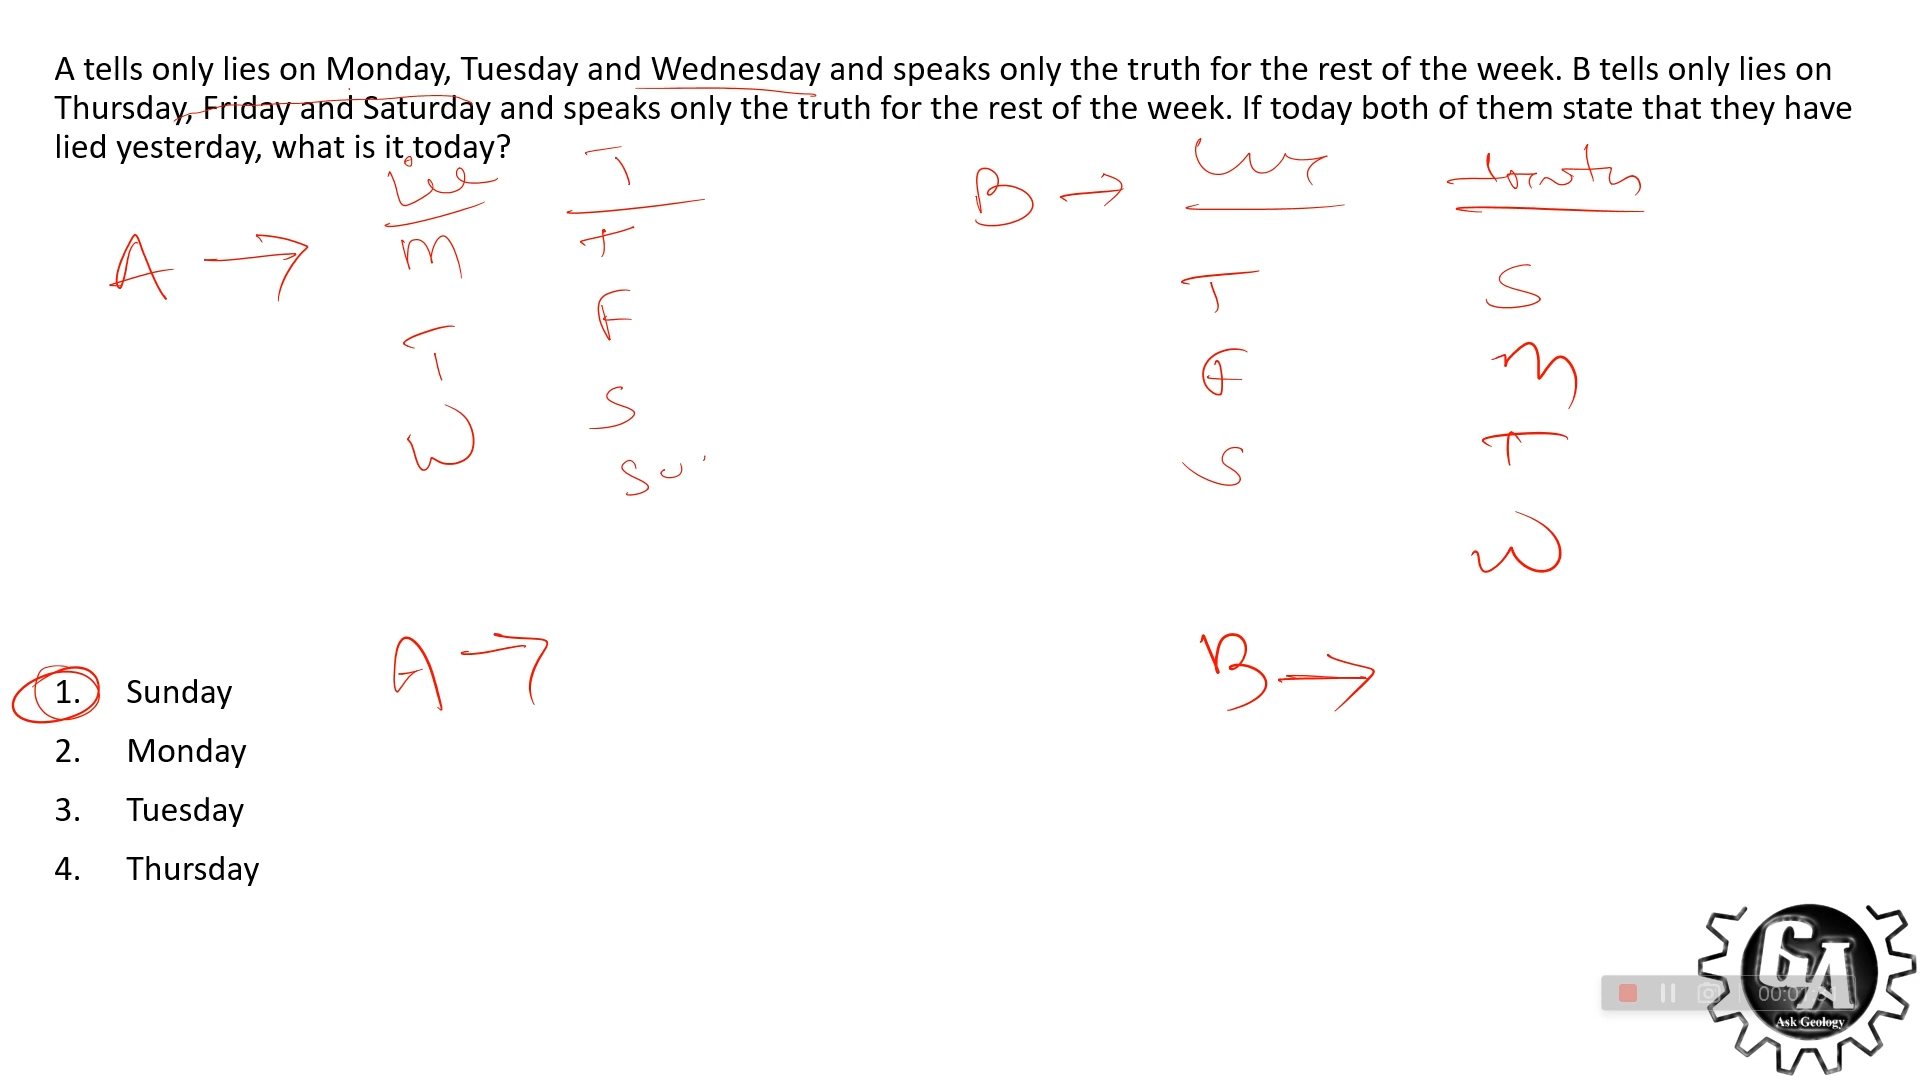 A tells only lies on Monday, Tuesday and Wednesday and speaks only the truth for the rest of the week. B tells only lies on
Thursday, Friday and Saturday and speaks only the truth for the rest of the week. If today both of them state that they have
lied yesterday, what is it today?
Lie T
B →
A → M T
T F
W S
Su
T S
F M
S T
W
A → B →
1. Sunday
2. Monday
3. Tuesday
4. Thursday
GA
Ask Geology